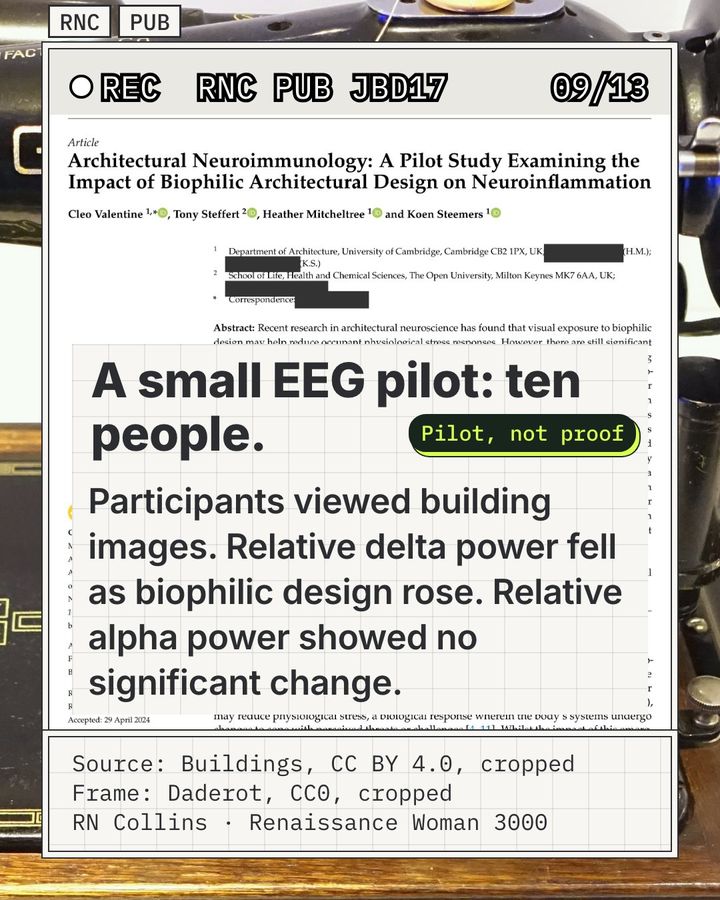 RNC PUB
REC RNC PUB JBD17 09/13
Article
Architectural Neuroimmunology: A Pilot Study Examining the
Impact of Biophilic Architectural Design on Neuroinflammation
Cleo Valentine 1,*, Tony Steffert 2, Heather Mitcheltree 1 and Koen Steemers 1
1 Department of Architecture, University of Cambridge, Cambridge CB2 1PX, UK; (H.M.);
(K.S.)
2 School of Life, Health and Chemical Sciences, The Open University, Milton Keynes MK7 6AA, UK;
* Correspondence:
Abstract: Recent research in architectural neuroscience has found that visual exposure to biophilic
design may help reduce occupant physiological stress responses. However, there are still significant
A small EEG pilot: ten
people.
Pilot, not proof
Participants viewed building
images. Relative delta power fell
as biophilic design rose. Relative
alpha power showed no
significant change.
Accepted: 29 April 2024
may reduce physiological stress, a biological response wherein the body's systems undergo
Source: Buildings, CC BY 4.0, cropped
Frame: Daderot, CC0, cropped
RN Collins · Renaissance Woman 3000